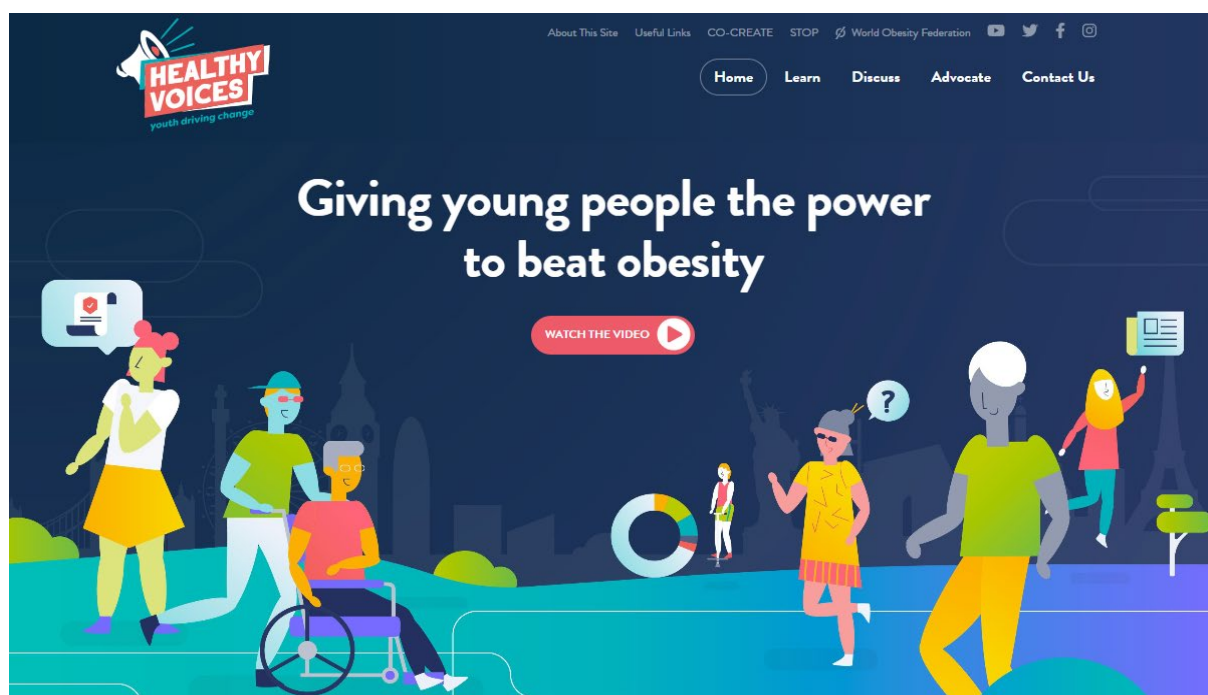 HEALTHY
VOICES
youth driving change
About This Site Useful Links CO-CREATE STOP World Obesity Federation
Home Learn Discuss Advocate Contact Us
Giving young people the power
to beat obesity
WATCH THE VIDEO
?